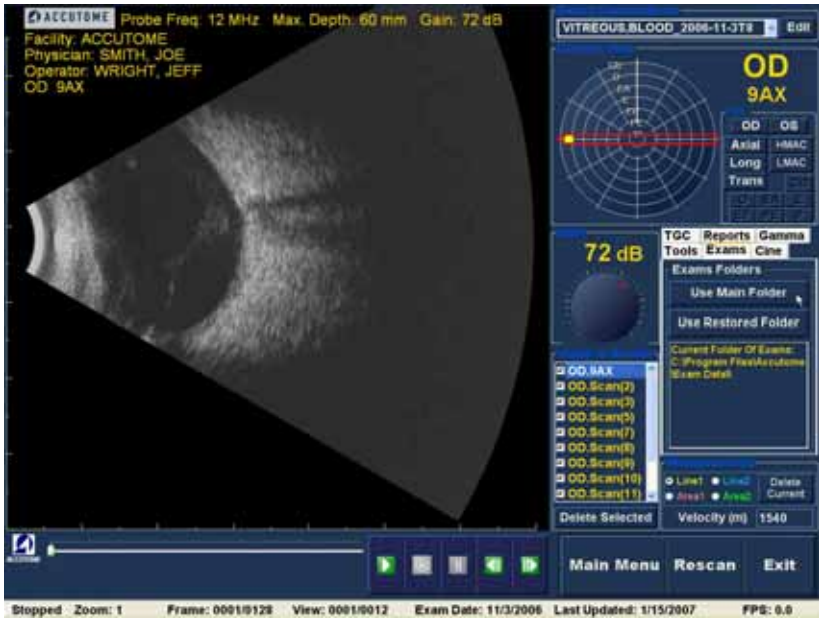 ACCUTOME Probe Freq: 12 MHz Max. Depth: 60 mm Gain: 72 dB
Facility: ACCUTOME
Physician: SMITH, JOE
Operator: WRIGHT, JEFF
OD 9AX
VITREOUS,BLOOD_2006-11-3T8 Edit
OD
9AX
OD OS
Axial HMAC
Long LMAC
Trans
72 dB
TGC Reports Gamma
Tools Exams Cine
Exams Folders
Use Main Folder
Use Restored Folder
Current Folder Of Exams:
C:\Program Files\Accutome
\Exam Data\
OD.9AX
OD.Scan(2)
OD.Scan(3)
OD.Scan(5)
OD.Scan(7)
OD.Scan(8)
OD.Scan(9)
OD.Scan(10)
OD.Scan(11)
Delete Selected
Line1 Line2 Delete
Area1 Area2 Current
Velocity (m) 1540
Main Menu Rescan Exit
Stopped Zoom: 1 Frame: 0001/0128 View: 0001/0012 Exam Date: 11/3/2006 Last Updated: 1/15/2007 FPS: 0.0